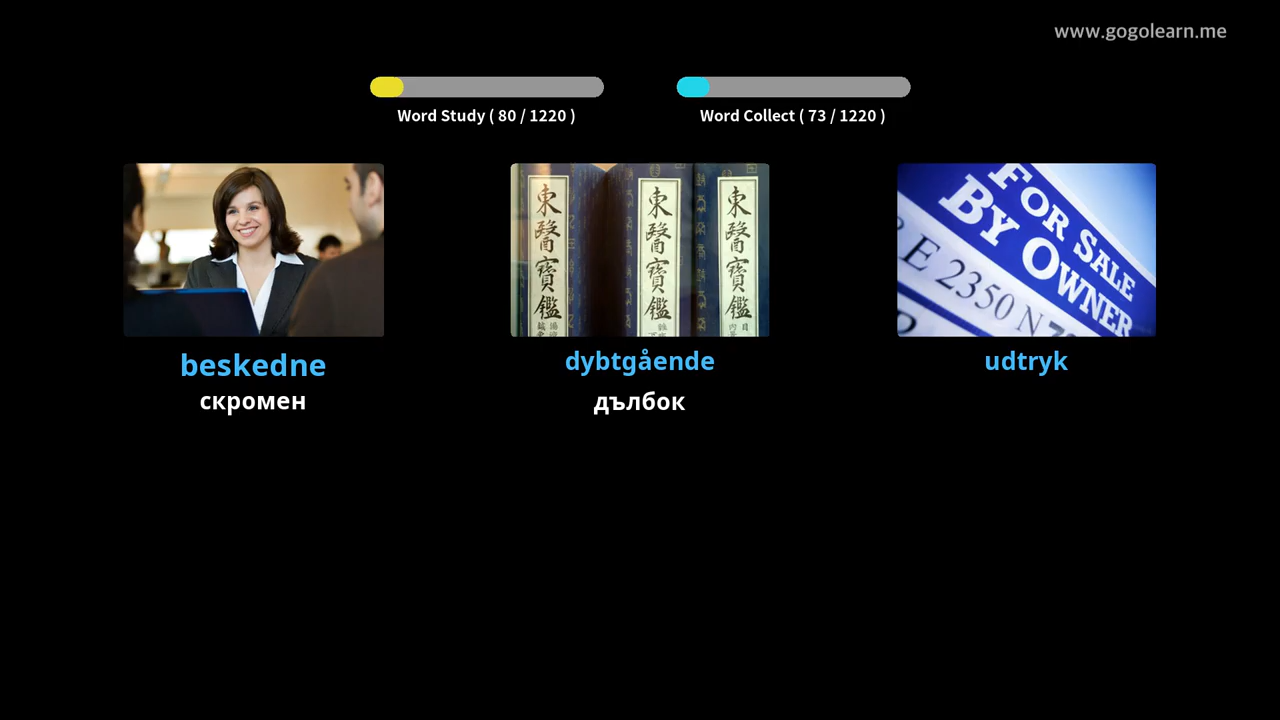 www.gogolearn.me
Word Study ( 80 / 1220 )
Word Collect ( 73 / 1220 )
東醫寶鑑
東醫寶鑑
東醫寶鑑
FOR SALE
BY OWNER
E 2350 N
beskedne
скромен
dybtgående
дълбок
udtryk